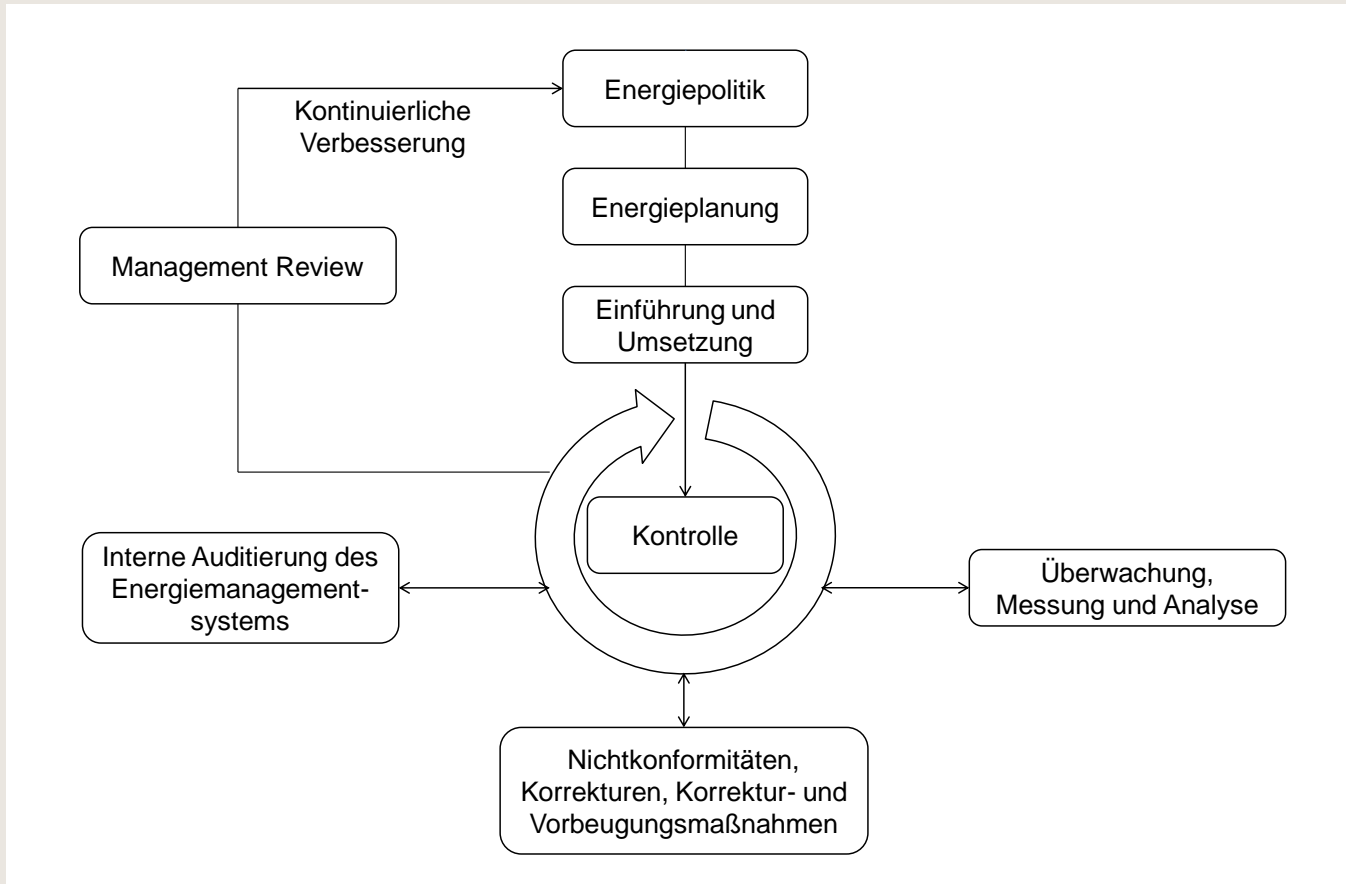 Energiepolitik
Kontinuierliche
Verbesserung
Energieplanung
Management Review
Einführung und
Umsetzung
Kontrolle
Interne Auditierung des
Energiemanagement-
systems
Überwachung,
Messung und Analyse
Nichtkonformitäten,
Korrekturen, Korrektur- und
Vorbeugungsmaßnahmen